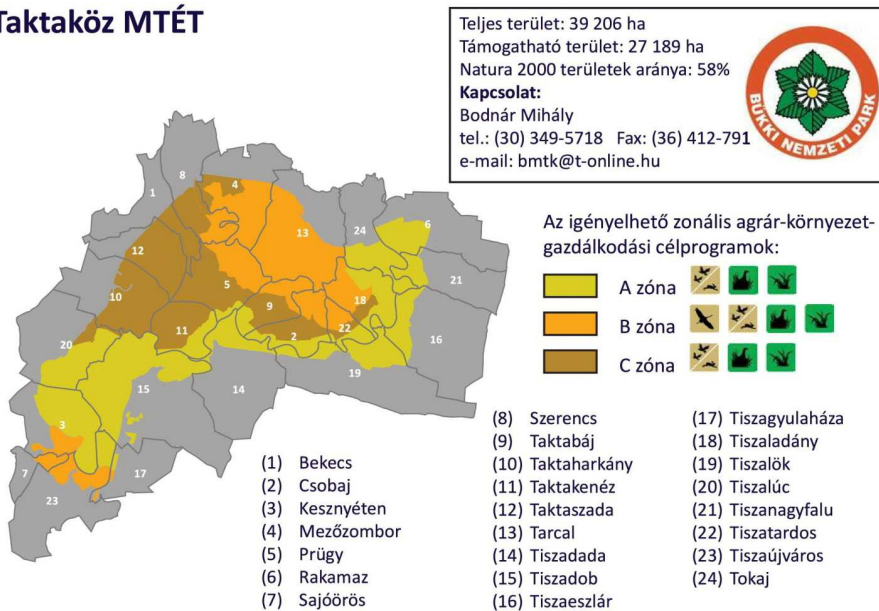 Taktaköz MTÉT
Teljes terület: 39 206 ha
Támogatható terület: 27 189 ha
Natura 2000 területek aránya: 58%
Kapcsolat:
Bodnár Mihály
tel.: (30) 349-5718 Fax: (36) 412-791
e-mail: bmtk@t-online.hu
BÜKKI NEMZETI PARK
Az igényelhető zonális agrár-környezet-
gazdálkodási célprogramok:
A zóna
B zóna
C zóna
8
1
4
6
13
24
12
21
5
10
9
18
11
22
2
16
20
19
15
14
3
7
17
23
(1) Bekecs
(2) Csobaj
(3) Kesznyéten
(4) Mezőzombor
(5) Prügy
(6) Rakamaz
(7) Sajóörös
(8) Szerencs
(9) Taktabáj
(10) Taktaharkány
(11) Taktakenéz
(12) Taktaszada
(13) Tarcal
(14) Tiszadada
(15) Tiszadob
(16) Tiszaeszlár
(17) Tiszagyulaháza
(18) Tiszaladány
(19) Tiszalök
(20) Tiszalúc
(21) Tiszanagyfalu
(22) Tiszatardos
(23) Tiszaújváros
(24) Tokaj